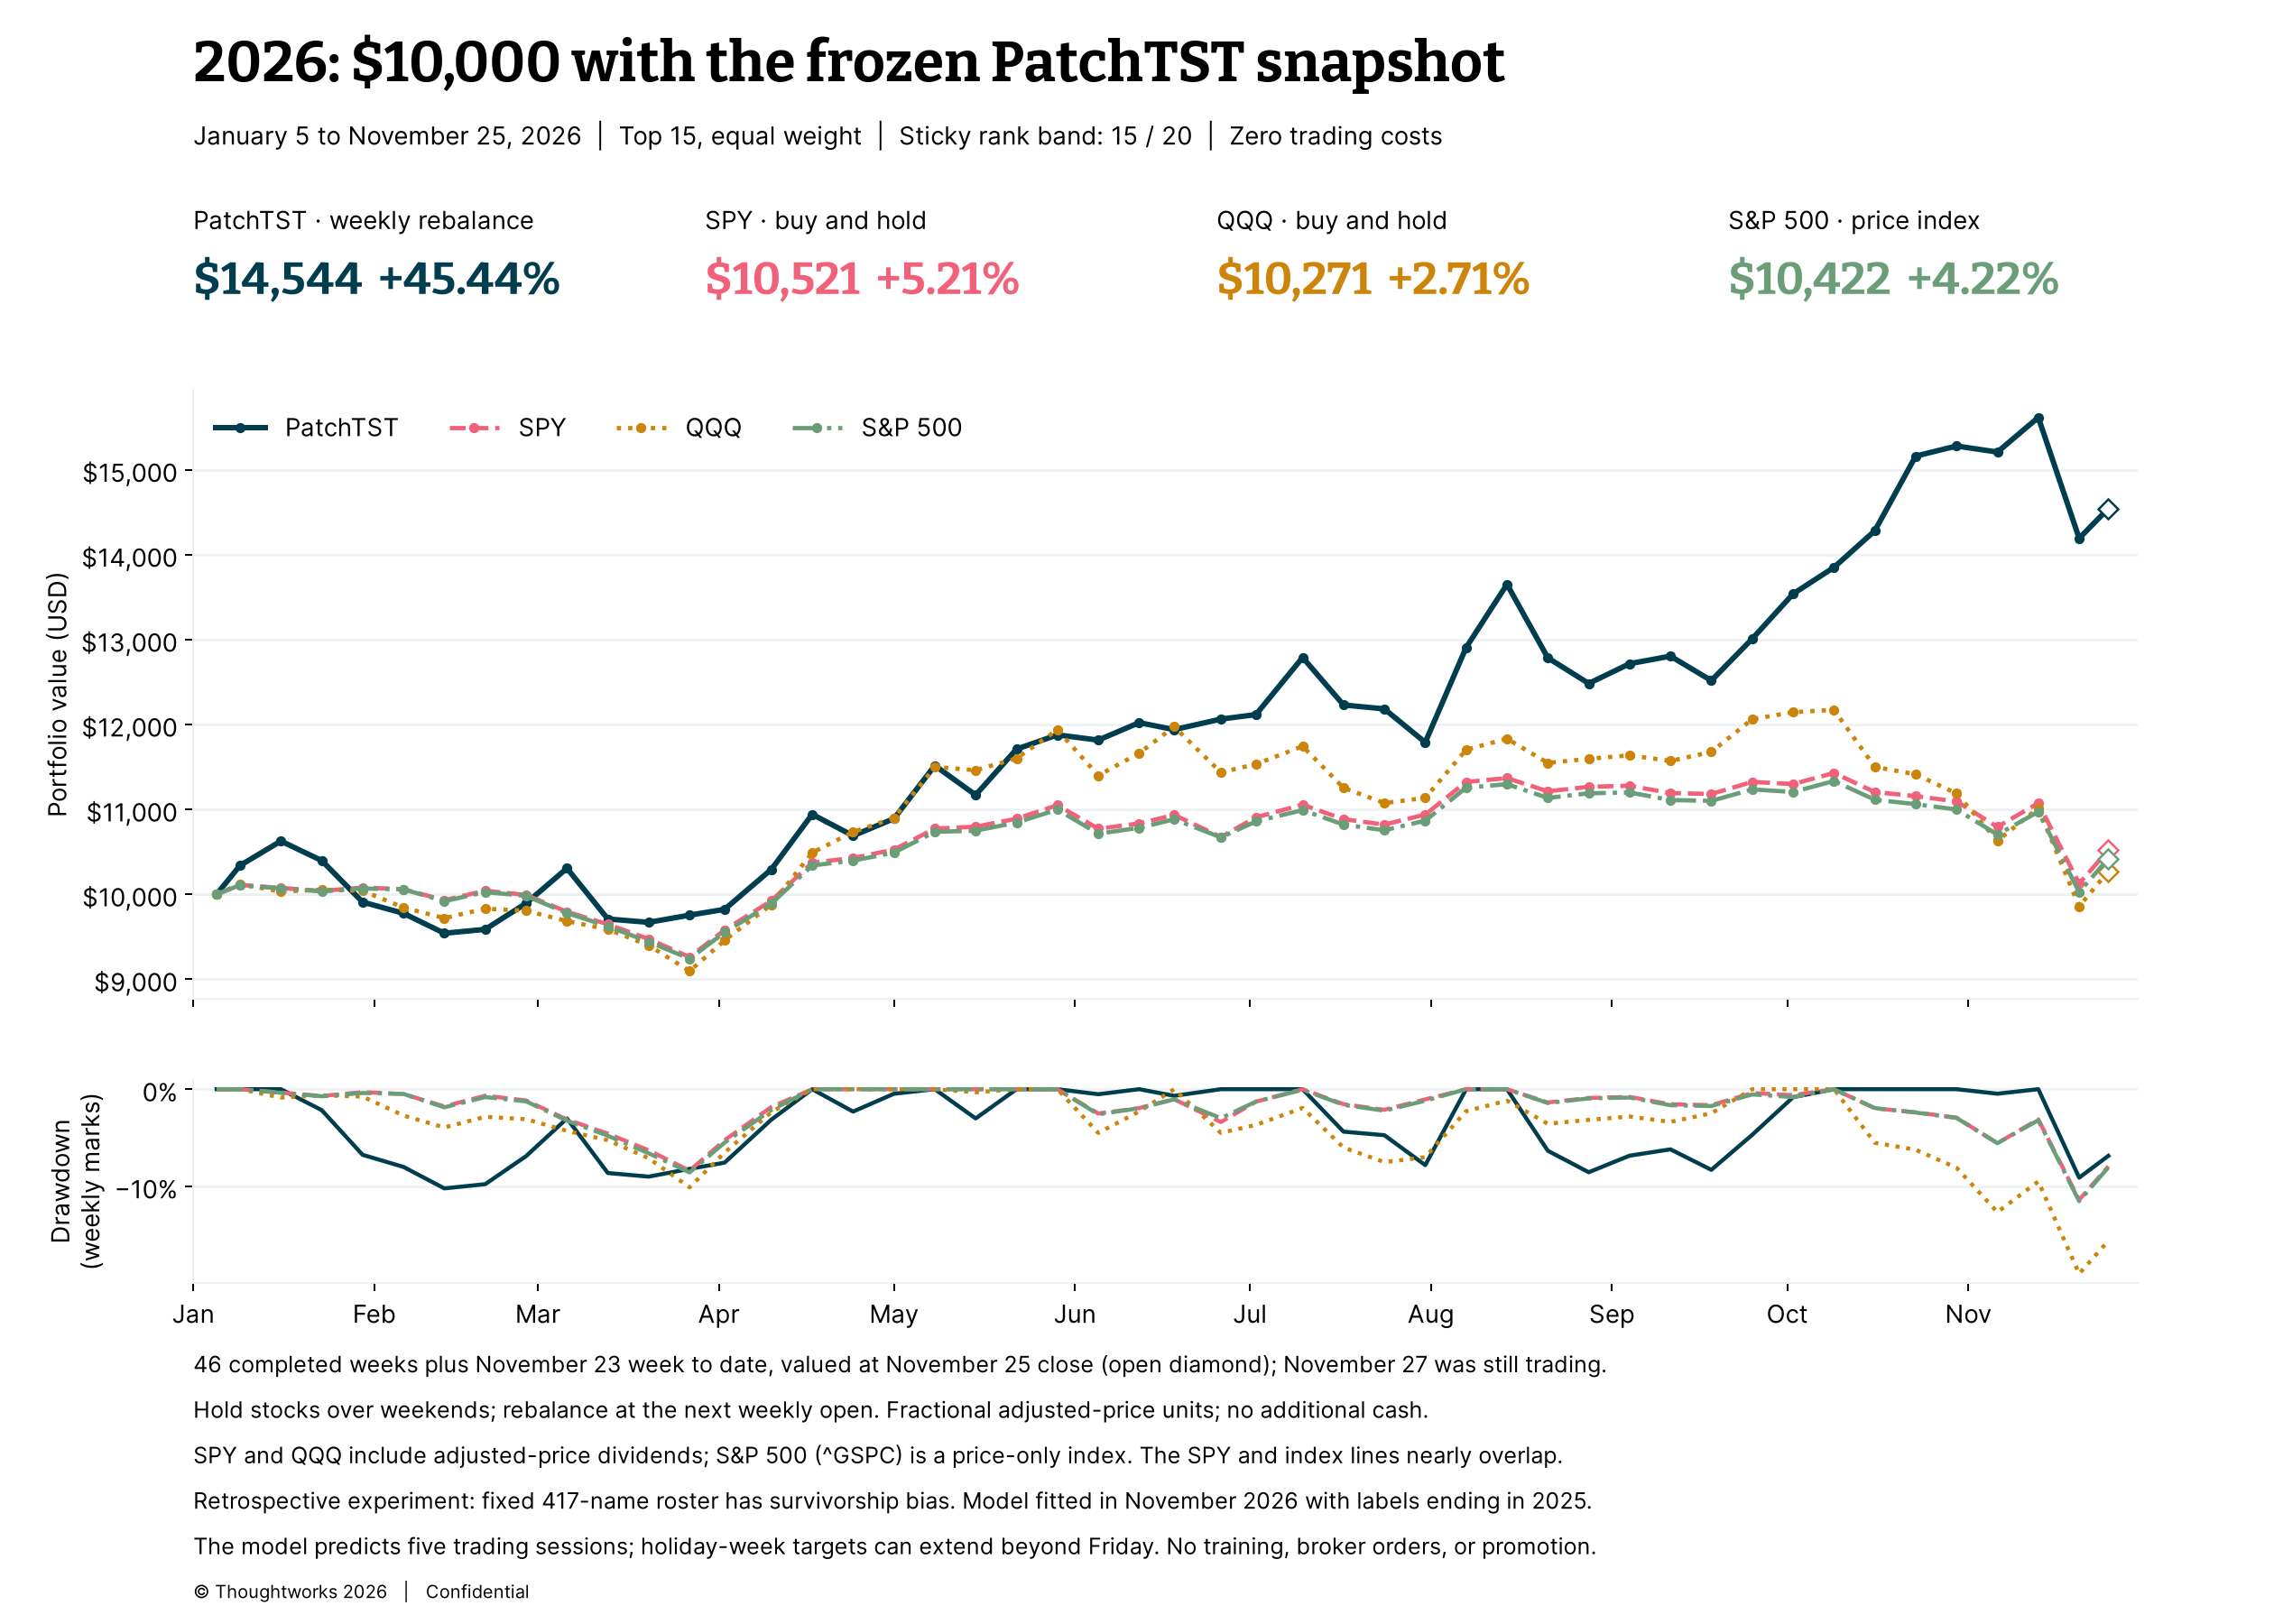 2026: $10,000 with the frozen PatchTST snapshot
January 5 to November 25, 2026 | Top 15, equal weight | Sticky rank band: 15 / 20 | Zero trading costs
PatchTST · weekly rebalance
$14,544 +45.44%
SPY · buy and hold
$10,521 +5.21%
QQQ · buy and hold
$10,271 +2.71%
S&P 500 · price index
$10,422 +4.22%
PatchTST
SPY
QQQ
S&P 500
Portfolio value (USD)
$15,000
$14,000
$13,000
$12,000
$11,000
$10,000
$9,000
Drawdown
(weekly marks)
0%
−10%
Jan
Feb
Mar
Apr
May
Jun
Jul
Aug
Sep
Oct
Nov
46 completed weeks plus November 23 week to date, valued at November 25 close (open diamond); November 27 was still trading.
Hold stocks over weekends; rebalance at the next weekly open. Fractional adjusted-price units; no additional cash.
SPY and QQQ include adjusted-price dividends; S&P 500 (^GSPC) is a price-only index. The SPY and index lines nearly overlap.
Retrospective experiment: fixed 417-name roster has survivorship bias. Model fitted in November 2026 with labels ending in 2025.
The model predicts five trading sessions; holiday-week targets can extend beyond Friday. No training, broker orders, or promotion.
© Thoughtworks 2026 | Confidential